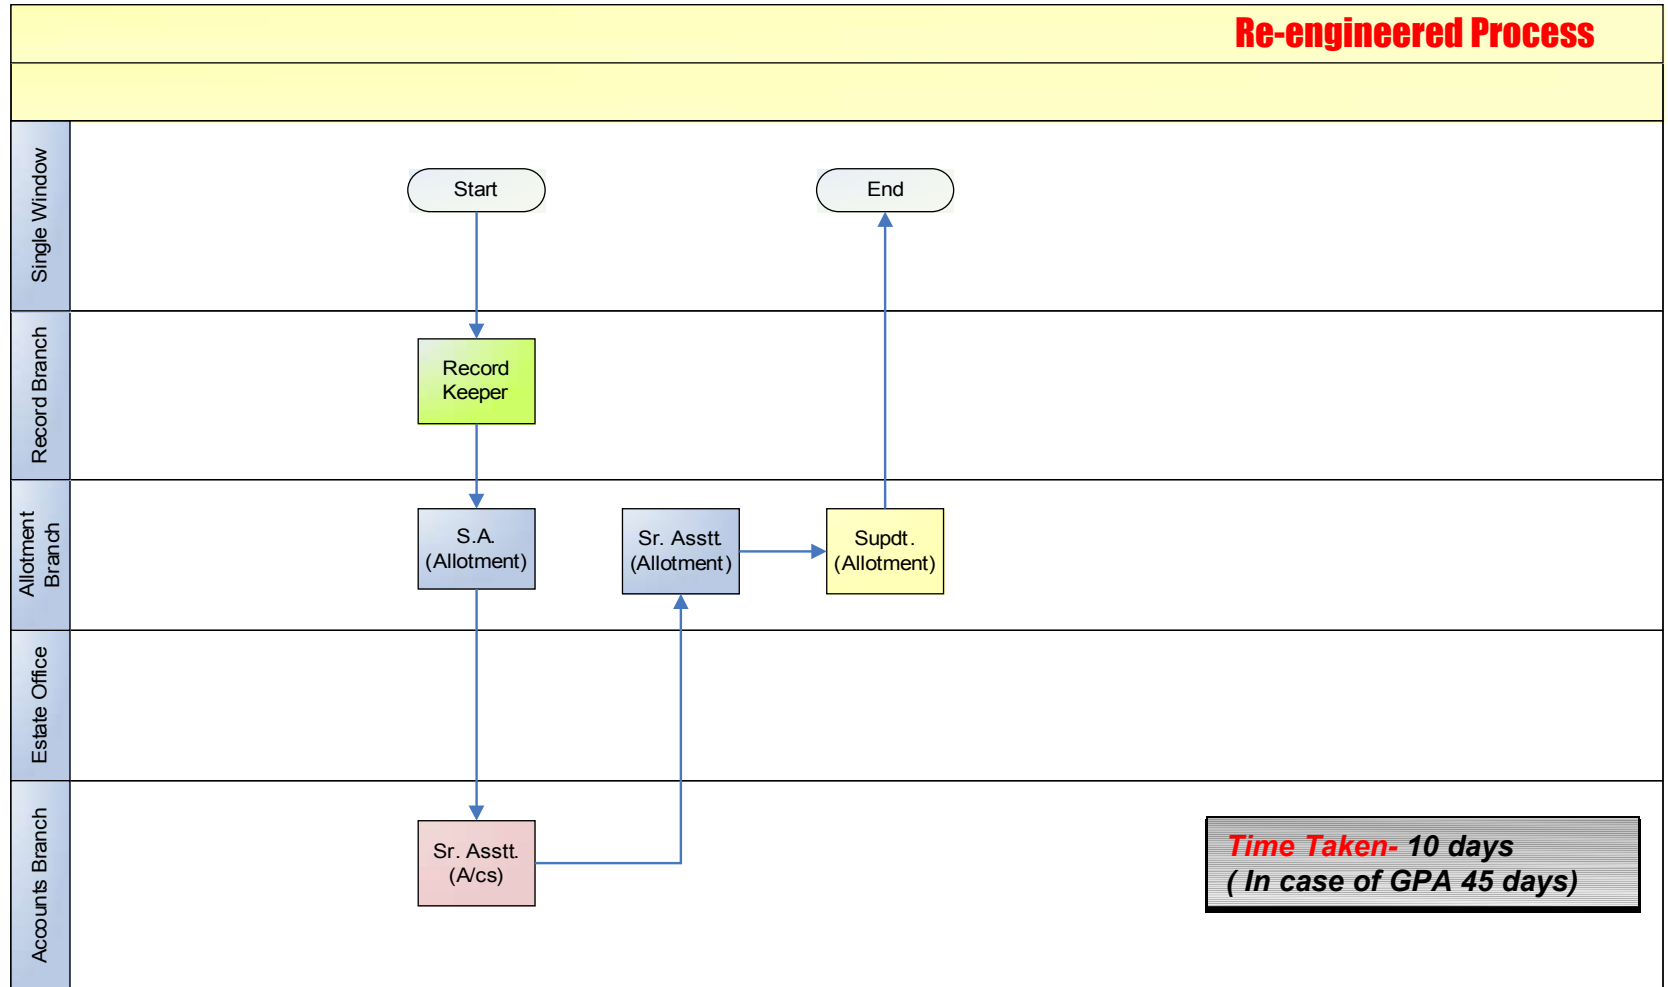 Re-engineered Process
Single Window
Start
End
Record Branch
Record
Keeper
Allotment
Branch
S.A.
(Allotment)
Sr. Asstt.
(Allotment)
Supdt.
(Allotment)
Estate Office
Accounts Branch
Sr. Asstt.
(A/cs)
Time Taken- 10 days
( In case of GPA 45 days)